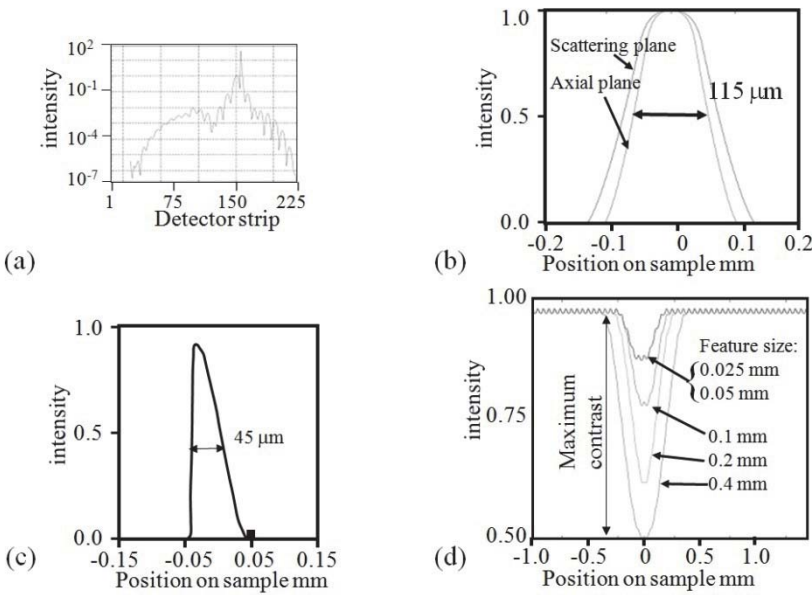 10²
10⁻¹
10⁻⁴
10⁻⁷
intensity
1 75 150 225
Detector strip
(a)
1.0
0.5
0.0
intensity
Scattering plane
Axial plane
115 µm
-0.2 -0.1 0 0.1 0.2
Position on sample mm
(b)
1.0
0.5
0.0
intensity
45 µm
-0.15 -0.05 0.05 0.15
Position on sample mm
(c)
1.00
0.75
0.50
intensity
Maximum
contrast
Feature size:
0.025 mm
0.05 mm
0.1 mm
0.2 mm
0.4 mm
-1.0 -0.5 0 0.5 1.0
Position on sample mm
(d)